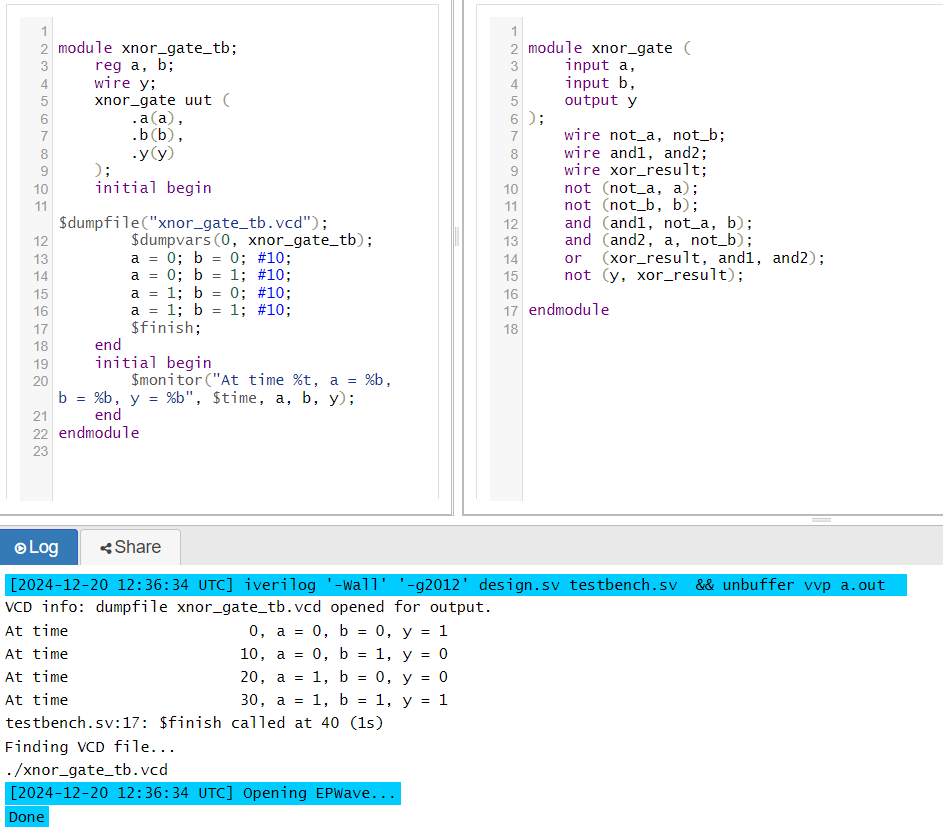 1
2 module xnor_gate_tb;
3 reg a, b;
4 wire y;
5 xnor_gate uut (
6 .a(a),
7 .b(b),
8 .y(y)
9 );
10 initial begin
11
$dumpfile("xnor_gate_tb.vcd");
12 $dumpvars(0, xnor_gate_tb);
13 a = 0; b = 0; #10;
14 a = 0; b = 1; #10;
15 a = 1; b = 0; #10;
16 a = 1; b = 1; #10;
17 $finish;
18 end
19 initial begin
20 $monitor("At time %t, a = %b,
b = %b, y = %b", $time, a, b, y);
21 end
22 endmodule
23
1
2 module xnor_gate (
3 input a,
4 input b,
5 output y
6 );
7 wire not_a, not_b;
8 wire and1, and2;
9 wire xor_result;
10 not (not_a, a);
11 not (not_b, b);
12 and (and1, not_a, b);
13 and (and2, a, not_b);
14 or (xor_result, and1, and2);
15 not (y, xor_result);
16
17 endmodule
18
Log
Share
[2024-12-20 12:36:34 UTC] iverilog '-Wall' '-g2012' design.sv testbench.sv && unbuffer vvp a.out
VCD info: dumpfile xnor_gate_tb.vcd opened for output.
At time 0, a = 0, b = 0, y = 1
At time 10, a = 0, b = 1, y = 0
At time 20, a = 1, b = 0, y = 0
At time 30, a = 1, b = 1, y = 1
testbench.sv:17: $finish called at 40 (1s)
Finding VCD file...
./xnor_gate_tb.vcd
[2024-12-20 12:36:34 UTC] Opening EPWave...
Done